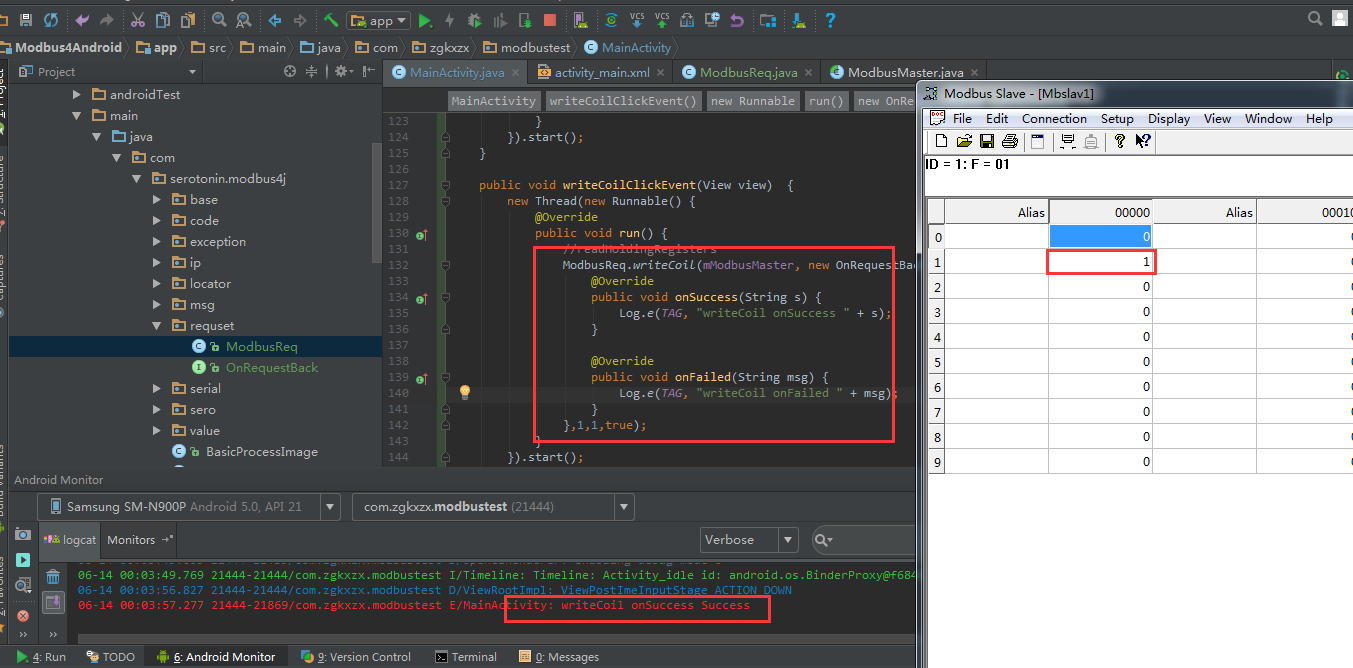 app
VCS
VCS
Modbus4Android
app
src
main
java
com
zgkxzx
modbustest
MainActivity
Project
MainActivity.java
activity_main.xml
ModbusReq.java
ModbusMaster.java
androidTest
main
java
com
serotonin.modbus4j
base
code
exception
ip
locator
msg
requset
ModbusReq
OnRequestBack
serial
sero
value
BasicProcessImage
MainActivity
writeCoilClickEvent()
new Runnable
run()
new OnRe
123 }
124 }).start();
125 }
126
127 public void writeCoilClickEvent(View view) {
128 new Thread(new Runnable() {
129 @Override
130 public void run() {
131 //readHoldingRegisters
132 ModbusReq.writeCoil(mModbusMaster, new OnRequestBac
133 @Override
134 public void onSuccess(String s) {
135 Log.e(TAG, "writeCoil onSuccess " + s);
136 }
137
138 @Override
139 public void onFailed(String msg) {
140 Log.e(TAG, "writeCoil onFailed " + msg);
141 }
142 },1,1,true);
143 }
144 }).start();
Modbus Slave - [Mbslav1]
File Edit Connection Setup Display View Window Help
ID = 1: F = 01
Alias 00000 Alias 0001
0 0
1 1
2 0
3 0
4 0
5 0
6 0
7 0
8 0
9 0
Android Monitor
Samsung SM-N900P Android 5.0, API 21
com.zgkxzx.modbustest (21444)
logcat
Monitors
Verbose
06-14 00:03:49.769 21444-21444/com.zgkxzx.modbustest I/Timeline: Timeline: Activity_idle id: android.os.BinderProxy@f684
06-14 00:03:56.827 21444-21444/com.zgkxzx.modbustest D/ViewRootImpl: ViewPostImeInputStage ACTION_DOWN
06-14 00:03:57.277 21444-21869/com.zgkxzx.modbustest E/MainActivity: writeCoil onSuccess Success
4: Run
TODO
6: Android Monitor
9: Version Control
Terminal
0: Messages